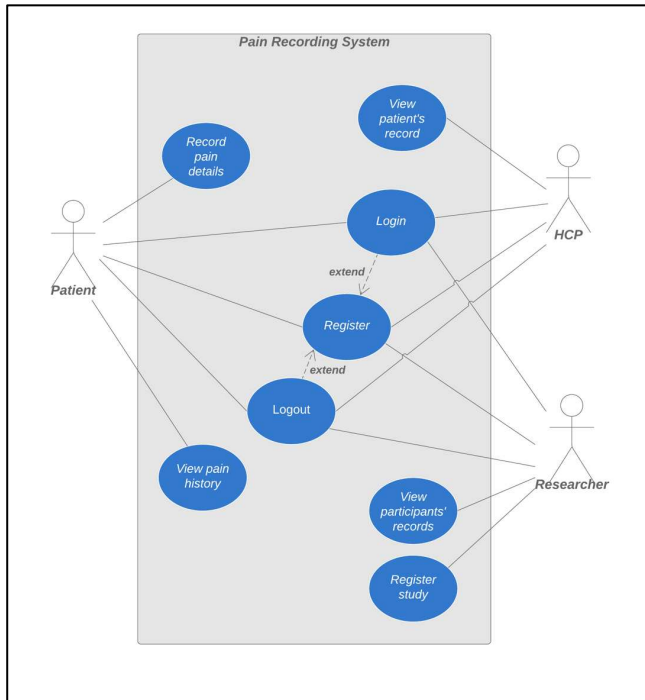 Pain Recording System
View
patient's
record
Record
pain
details
Login
HCP
Patient
extend
Register
extend
Logout
View pain
history
Researcher
View
participants'
records
Register
study